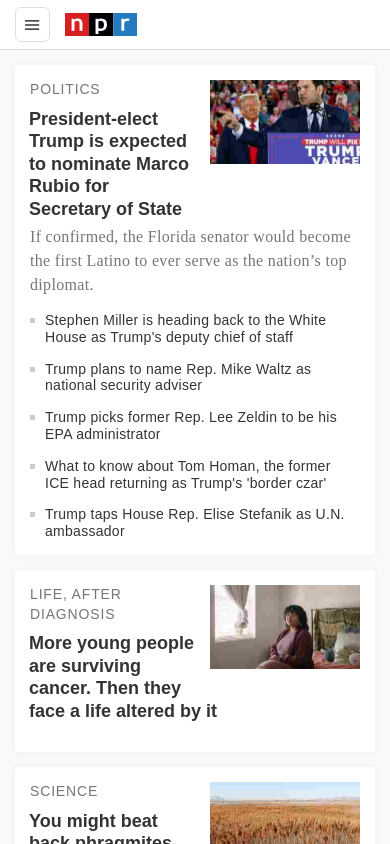 npr
POLITICS
President-elect
Trump is expected
to nominate Marco
Rubio for
Secretary of State
TRUMP WILL FIX
TRUMP
VANCE
If confirmed, the Florida senator would become
the first Latino to ever serve as the nation’s top
diplomat.
Stephen Miller is heading back to the White
House as Trump's deputy chief of staff
Trump plans to name Rep. Mike Waltz as
national security adviser
Trump picks former Rep. Lee Zeldin to be his
EPA administrator
What to know about Tom Homan, the former
ICE head returning as Trump's 'border czar'
Trump taps House Rep. Elise Stefanik as U.N.
ambassador
LIFE, AFTER
DIAGNOSIS
More young people
are surviving
cancer. Then they
face a life altered by it
SCIENCE
You might beat
back phragmites